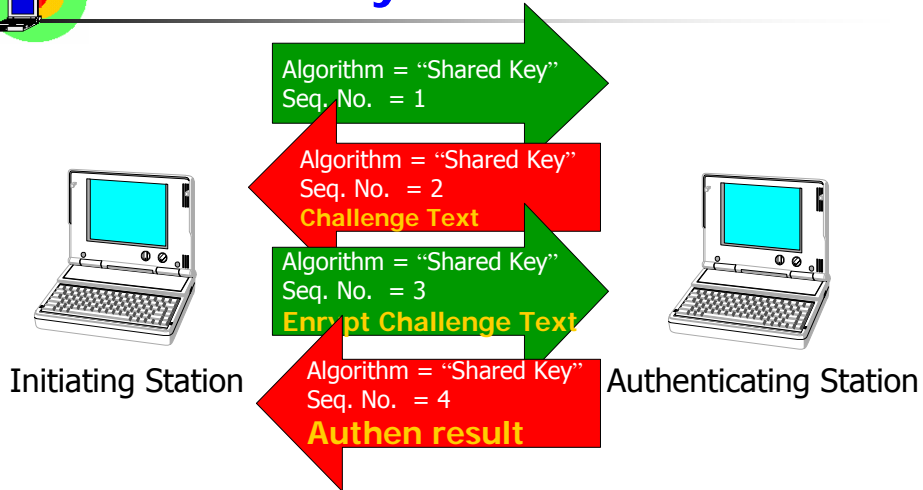 Algorithm = “Shared Key”
Seq. No. = 1
Algorithm = “Shared Key”
Seq. No. = 2
Challenge Text
Algorithm = “Shared Key”
Seq. No. = 3
Enrypt Challenge Text
Algorithm = “Shared Key”
Seq. No. = 4
Authen result
Initiating Station
Authenticating Station